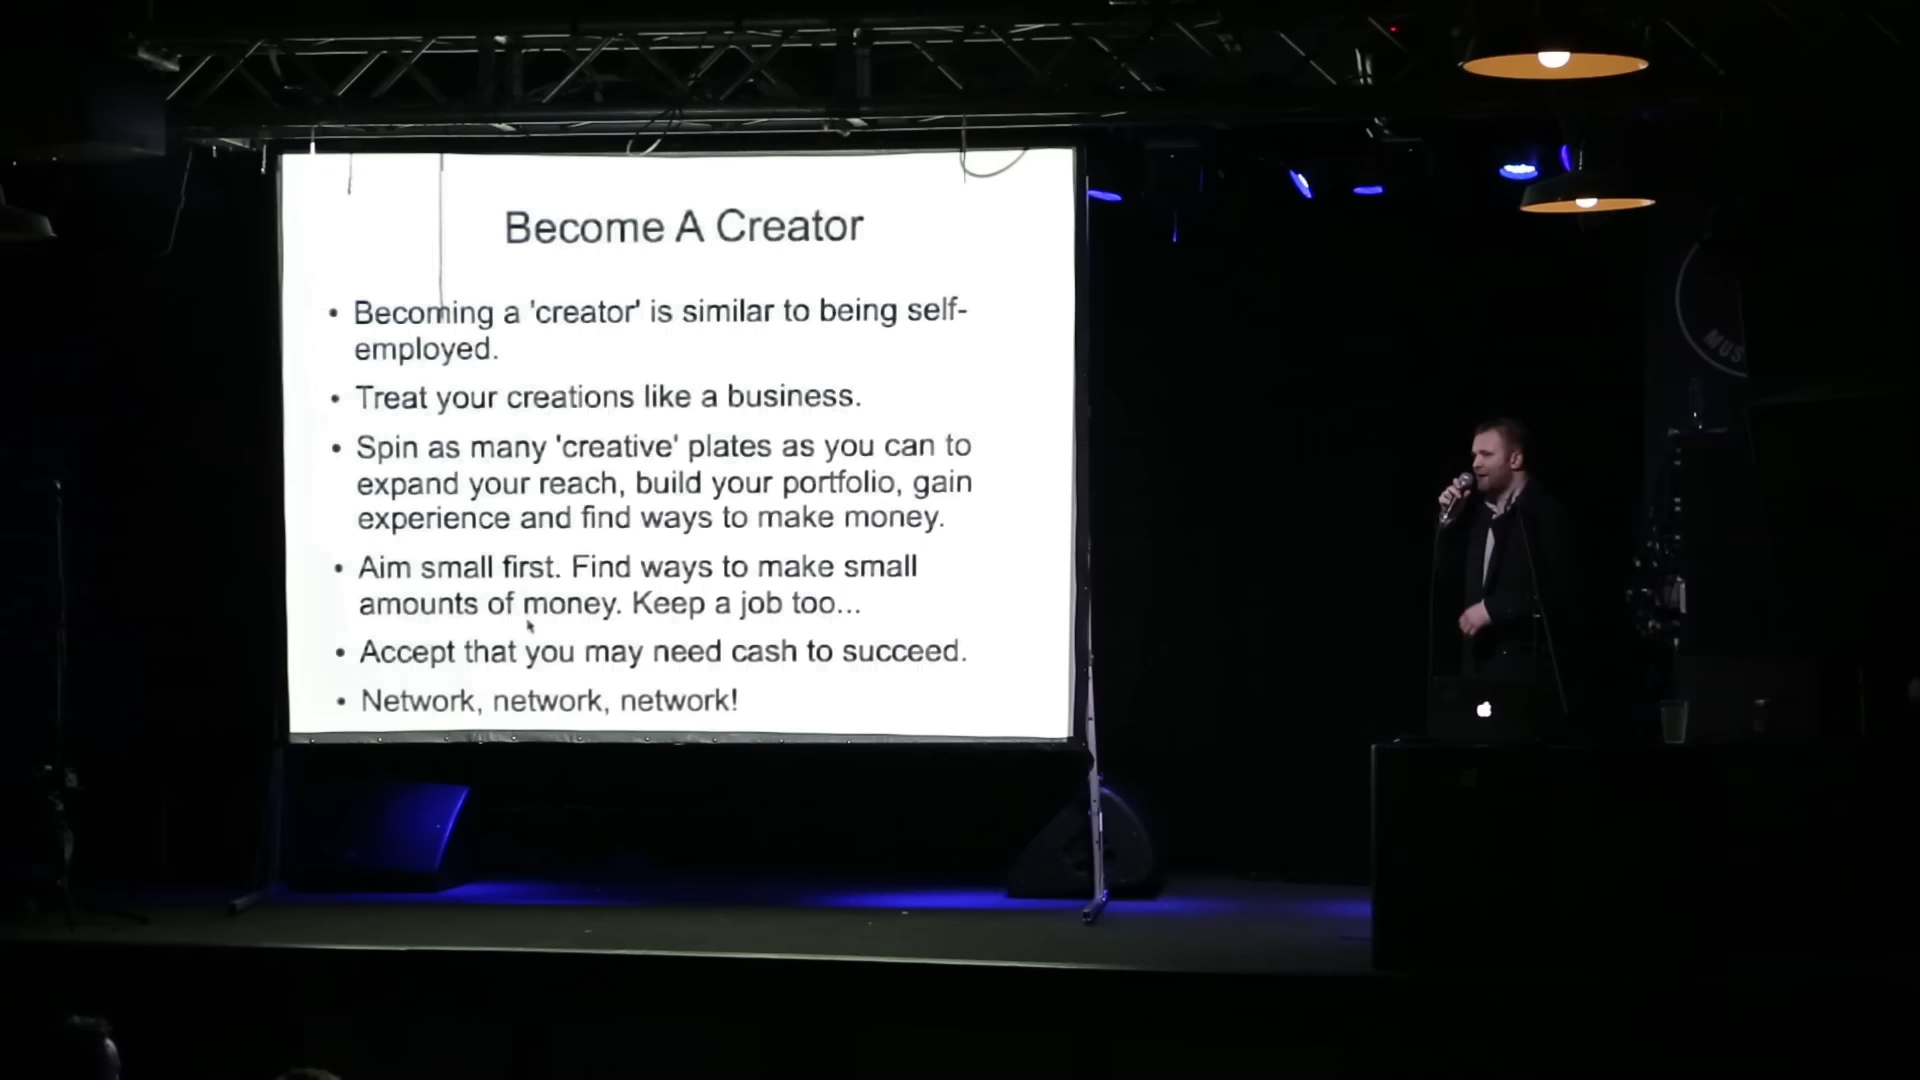 Become A Creator
• Becoming a 'creator' is similar to being self-
employed.
• Treat your creations like a business.
• Spin as many 'creative' plates as you can to
expand your reach, build your portfolio, gain
experience and find ways to make money.
• Aim small first. Find ways to make small
amounts of money. Keep a job too...
• Accept that you may need cash to succeed.
• Network, network, network!